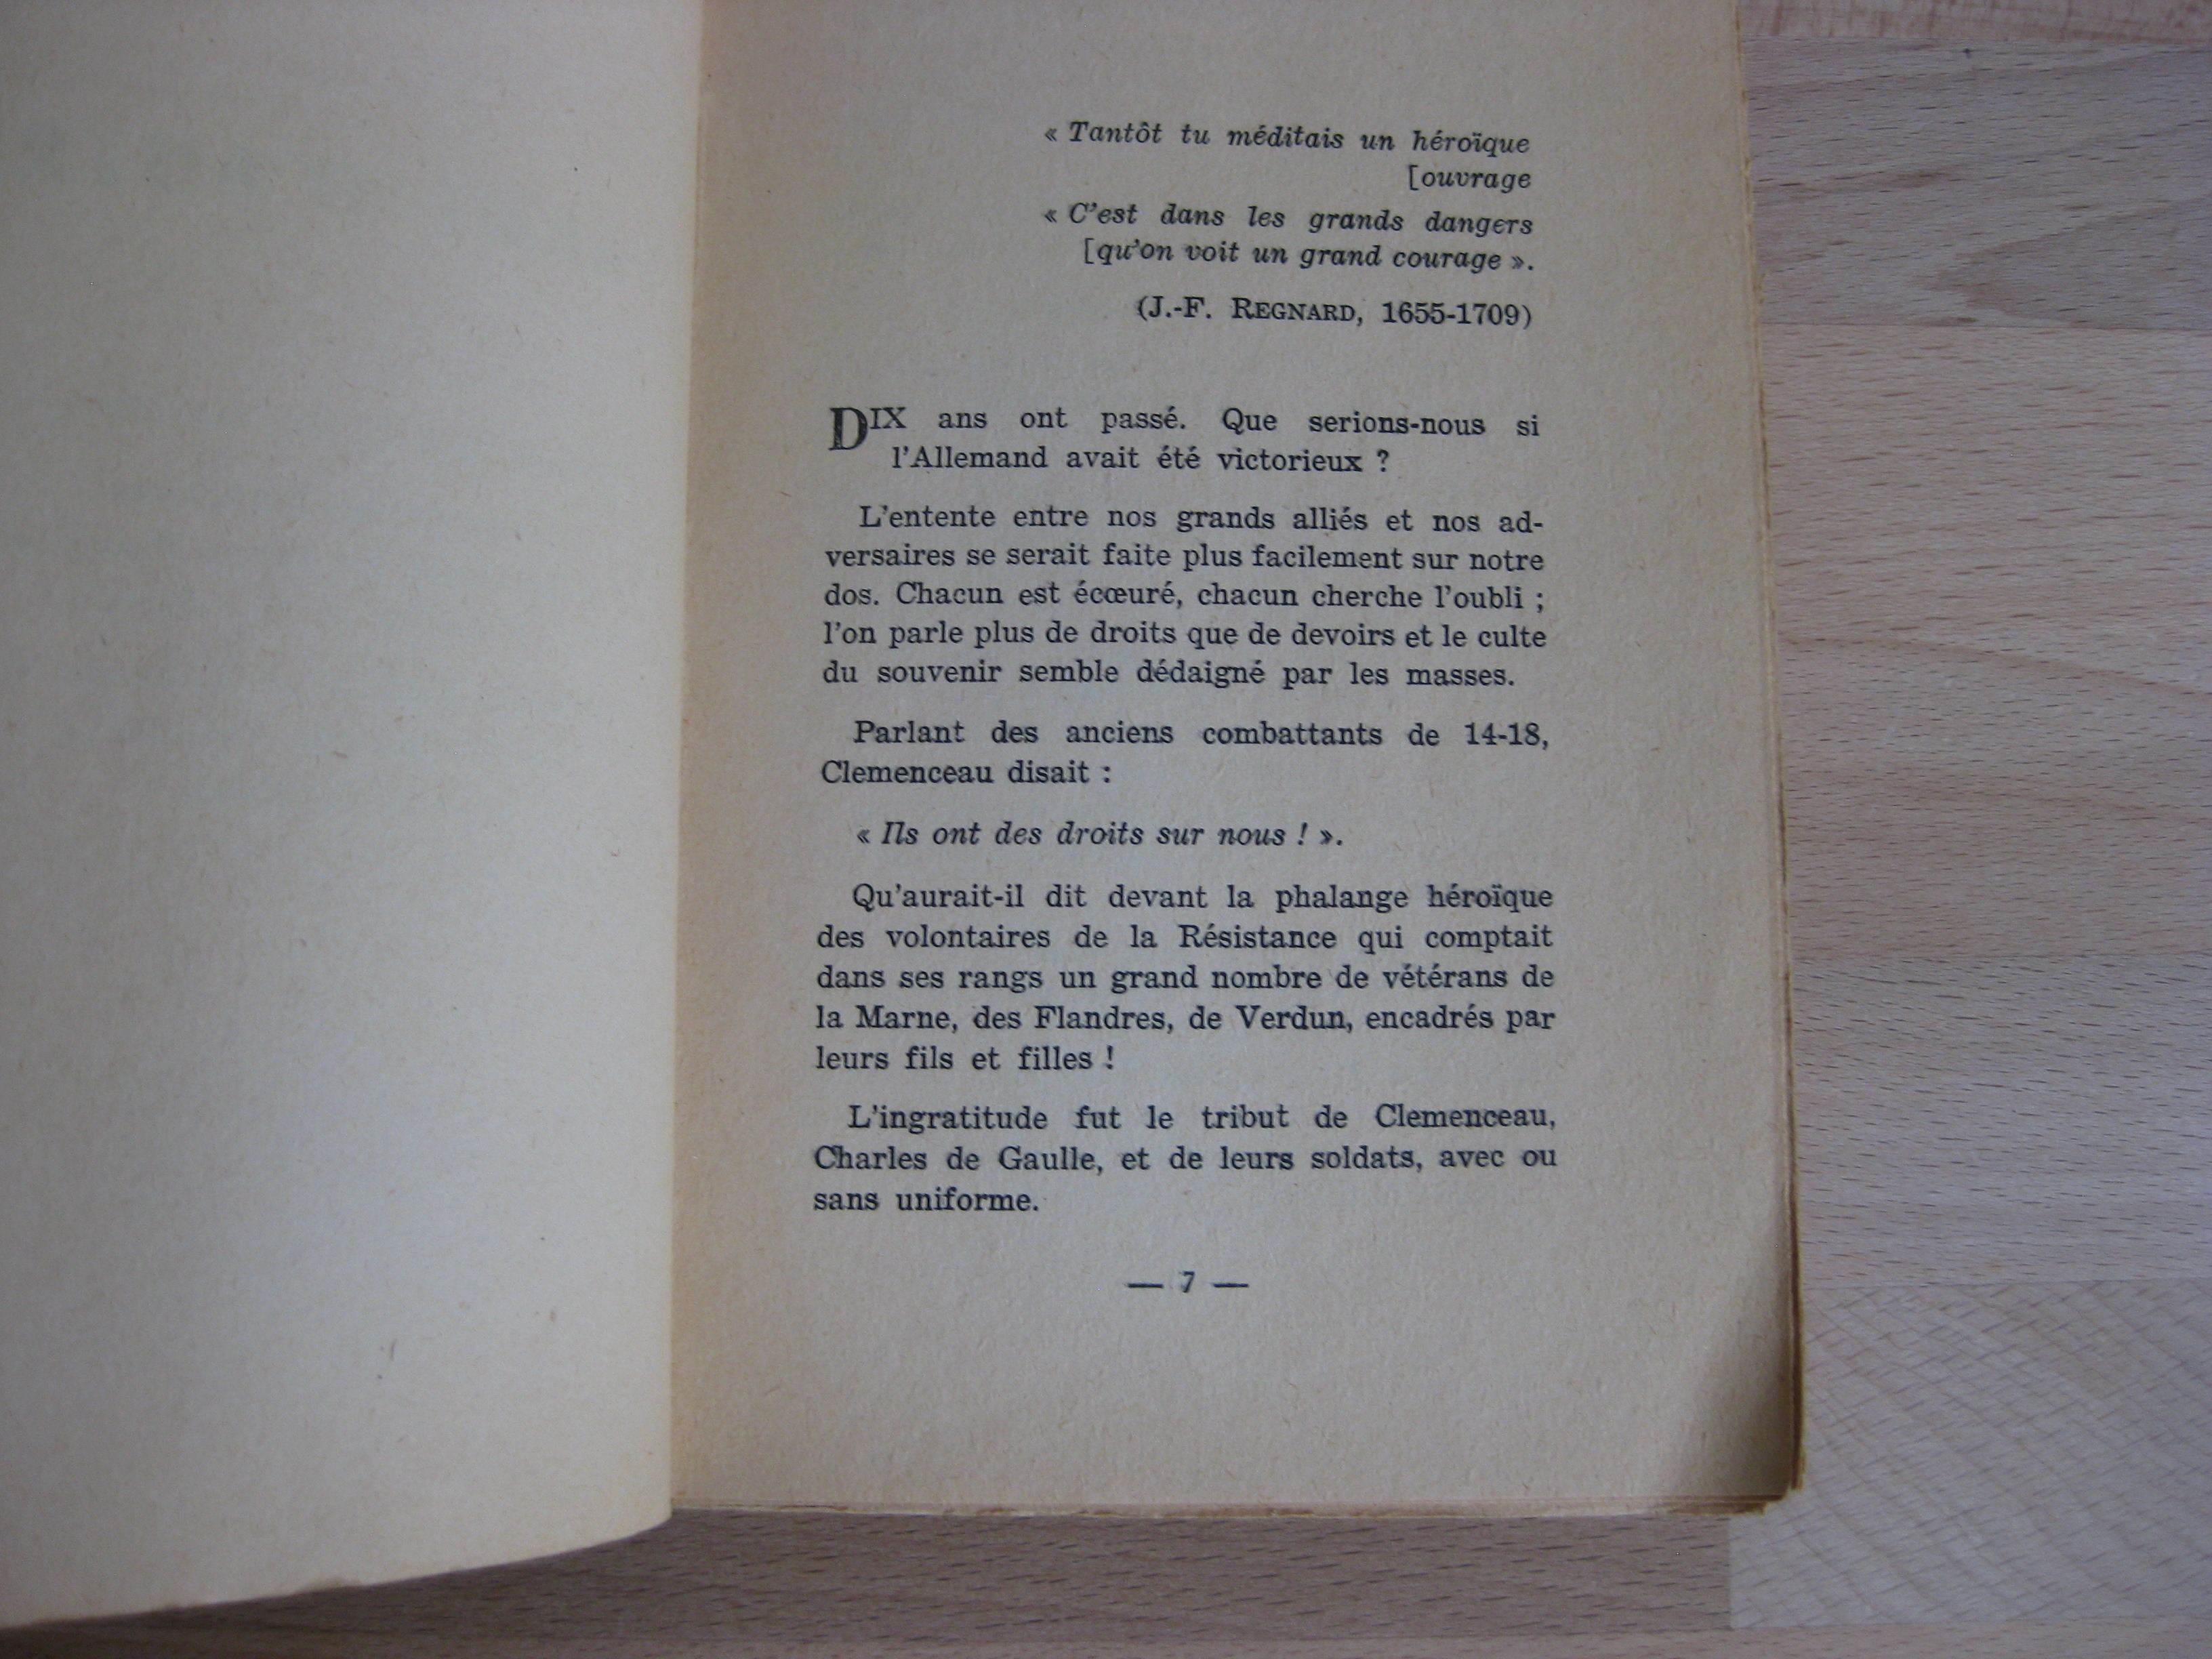 « Tantôt tu méditais un héroïque
[ouvrage
« C'est dans les grands dangers
[qu'on voit un grand courage ».
(J.-F. REGNARD, 1655-1709)
DIX ans ont passé. Que serions-nous si
l'Allemand avait été victorieux ?
L'entente entre nos grands alliés et nos ad-
versaires se serait faite plus facilement sur notre
dos. Chacun est écœuré, chacun cherche l'oubli ;
l'on parle plus de droits que de devoirs et le culte
du souvenir semble dédaigné par les masses.
Parlant des anciens combattants de 14-18,
Clemenceau disait :
« Ils ont des droits sur nous ! ».
Qu'aurait-il dit devant la phalange héroïque
des volontaires de la Résistance qui comptait
dans ses rangs un grand nombre de vétérans de
la Marne, des Flandres, de Verdun, encadrés par
leurs fils et filles !
L'ingratitude fut le tribut de Clemenceau,
Charles de Gaulle, et de leurs soldats, avec ou
sans uniforme.
— 7 —